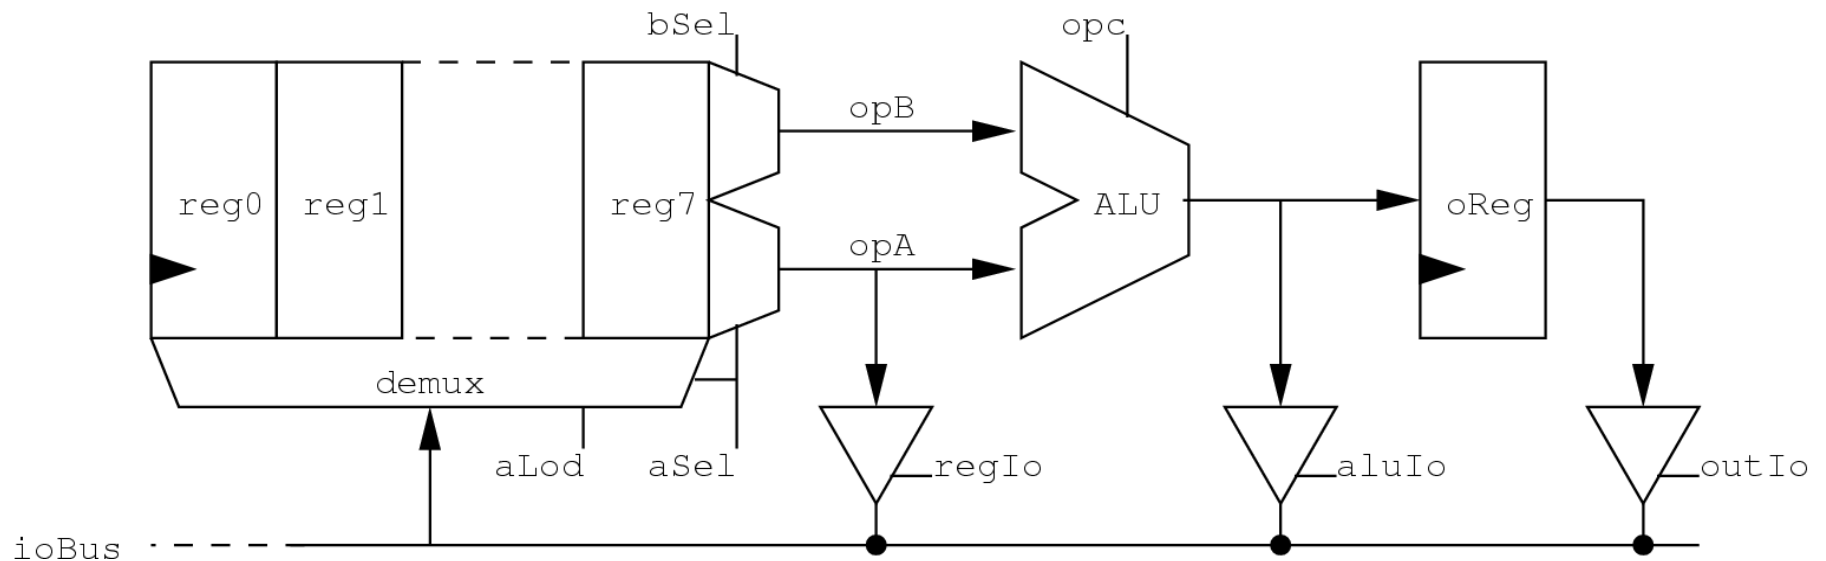 bSel opc
opB
reg0 reg1 reg7 ALU oReg
opA
demux
aLod aSel regIo aluIo outIo
ioBus